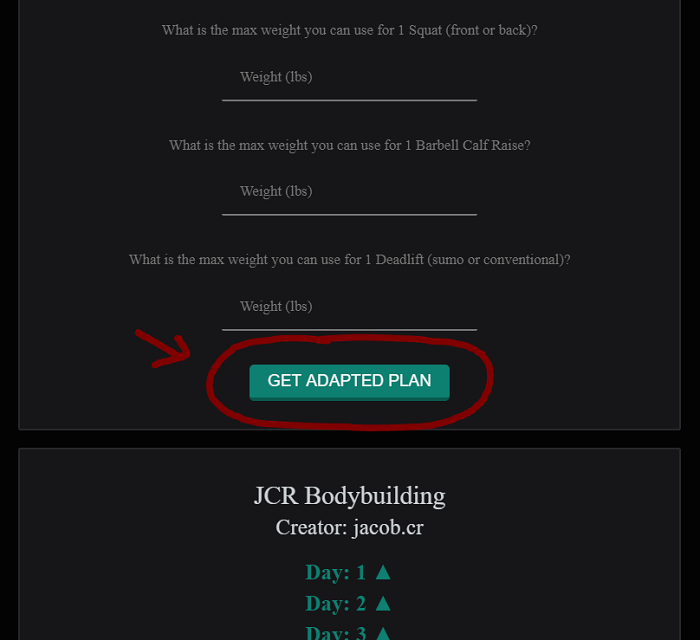 What is the max weight you can use for 1 Squat (front or back)?
Weight (lbs)
What is the max weight you can use for 1 Barbell Calf Raise?
Weight (lbs)
What is the max weight you can use for 1 Deadlift (sumo or conventional)?
Weight (lbs)
GET ADAPTED PLAN
JCR Bodybuilding
Creator: jacob.cr
Day: 1 ▲
Day: 2 ▲
Day: 3 ▲